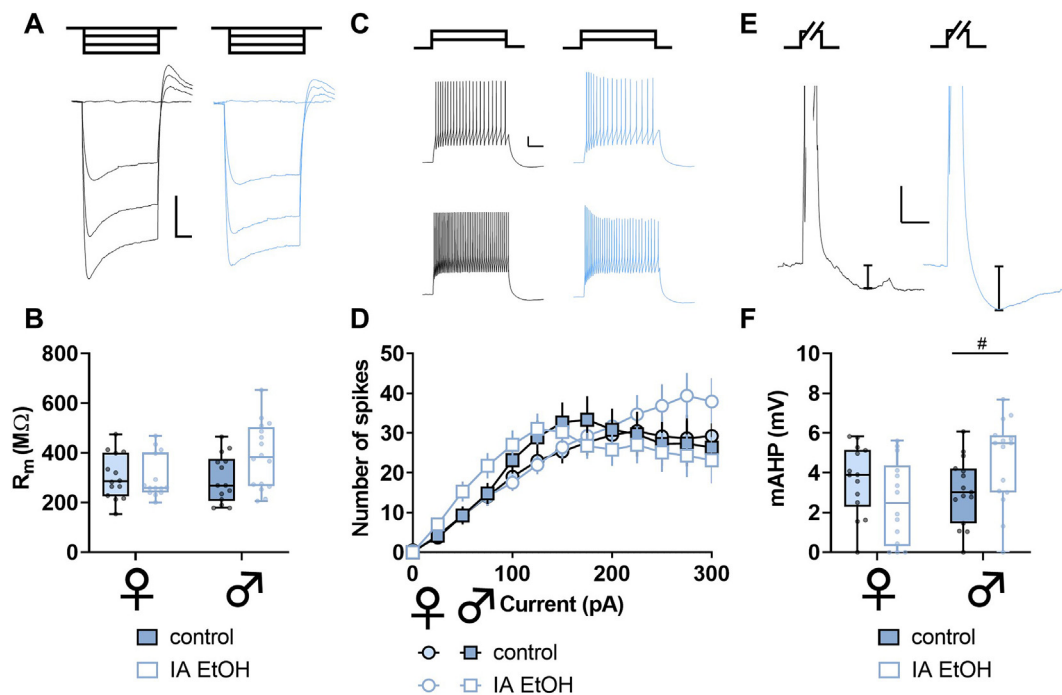 A
C
E
B
800
600
400
200
0
Rm (MΩ)
♀ ♂
control
IA EtOH
D
50
40
30
20
10
0
Number of spikes
0 100 200 300
Current (pA)
♀ ♂
control
IA EtOH
F
#
10
8
6
4
2
0
mAHP (mV)
♀ ♂
control
IA EtOH